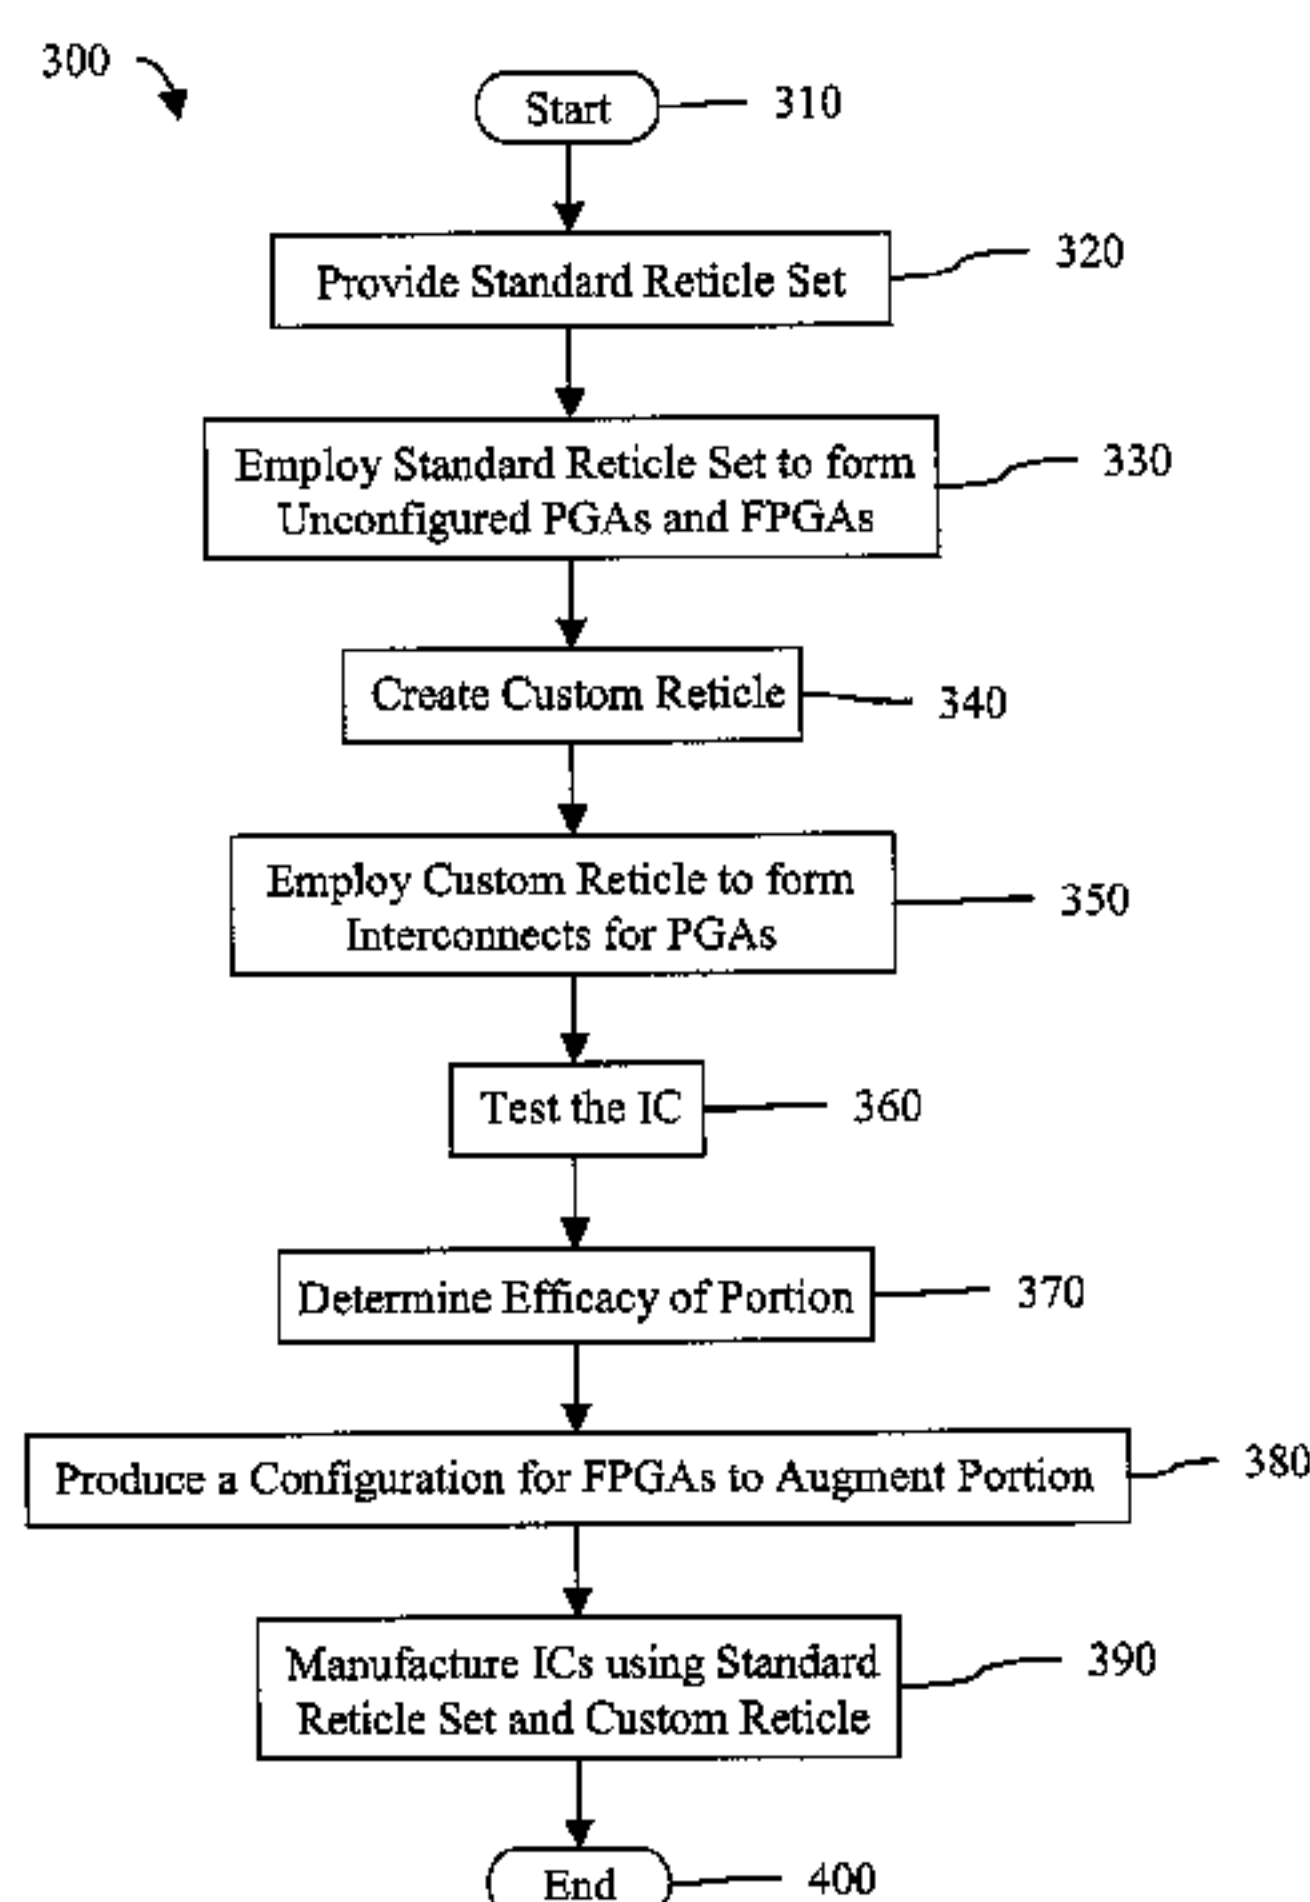 300
Start
310
Provide Standard Reticle Set
320
Employ Standard Reticle Set to form
Unconfigured PGAs and FPGAs
330
Create Custom Reticle
340
Employ Custom Reticle to form
Interconnects for PGAs
350
Test the IC
360
Determine Efficacy of Portion
370
Produce a Configuration for FPGAs to Augment Portion
380
Manufacture ICs using Standard
Reticle Set and Custom Reticle
390
End
400